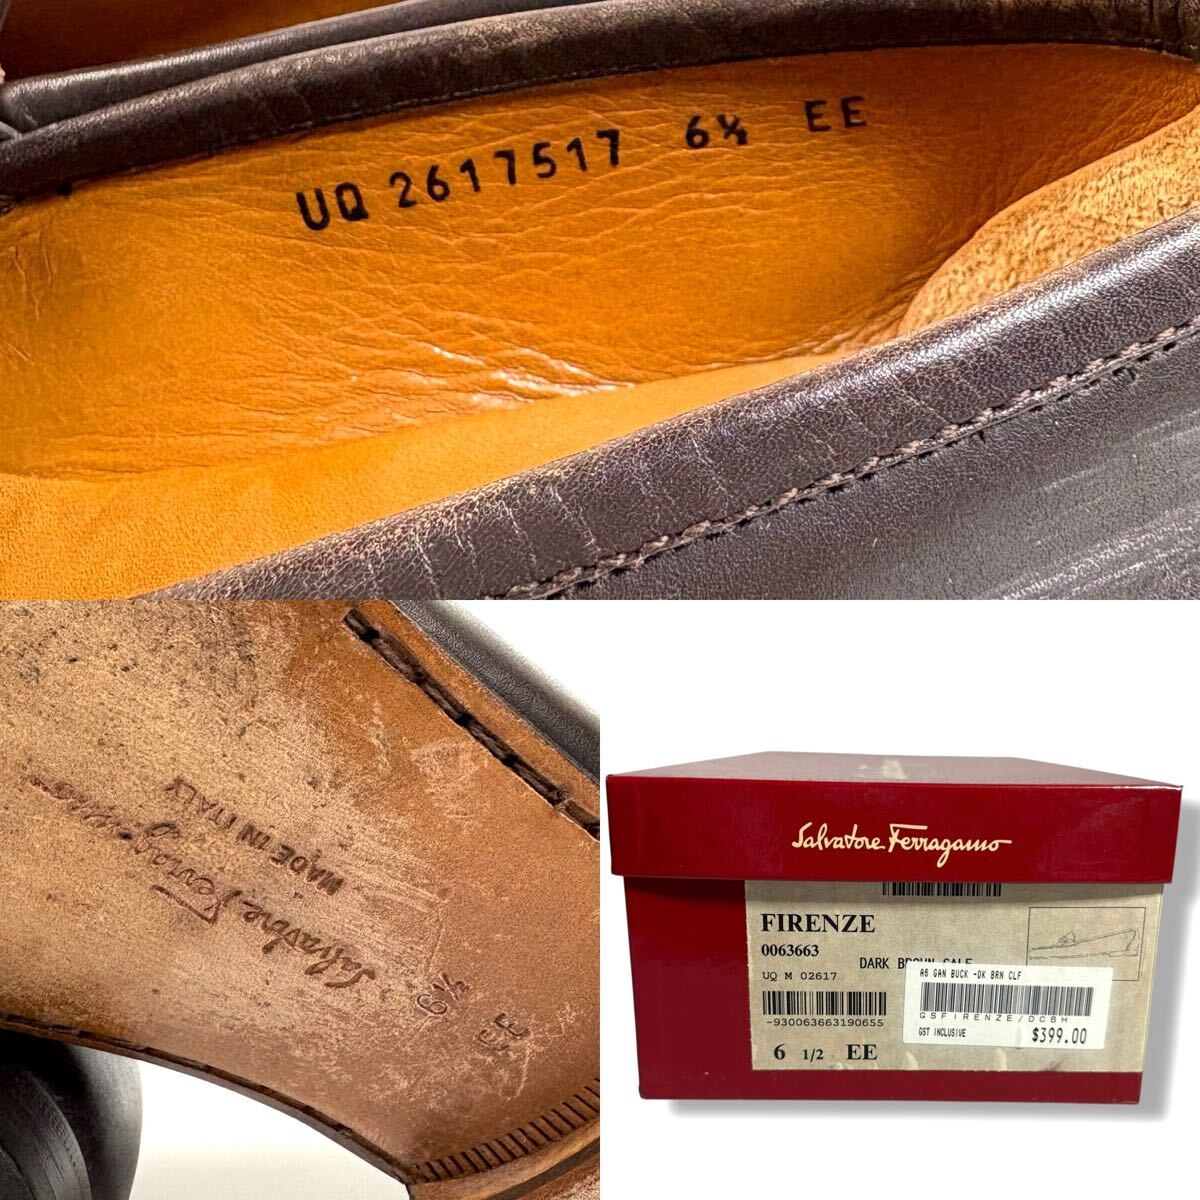 UQ 2617517 6½ EE
Salvatore Ferragamo
MADE IN ITALY
6½ EE
Salvatore Ferragamo
FIRENZE
0063663
DARK BROWN CALF
UQ M 02617
-930063663190655
6 1/2 EE
A6 GAN BUCK -DK BRN CLF
GSFIRENZE/DCBH
GST INCLUSIVE
$399.00